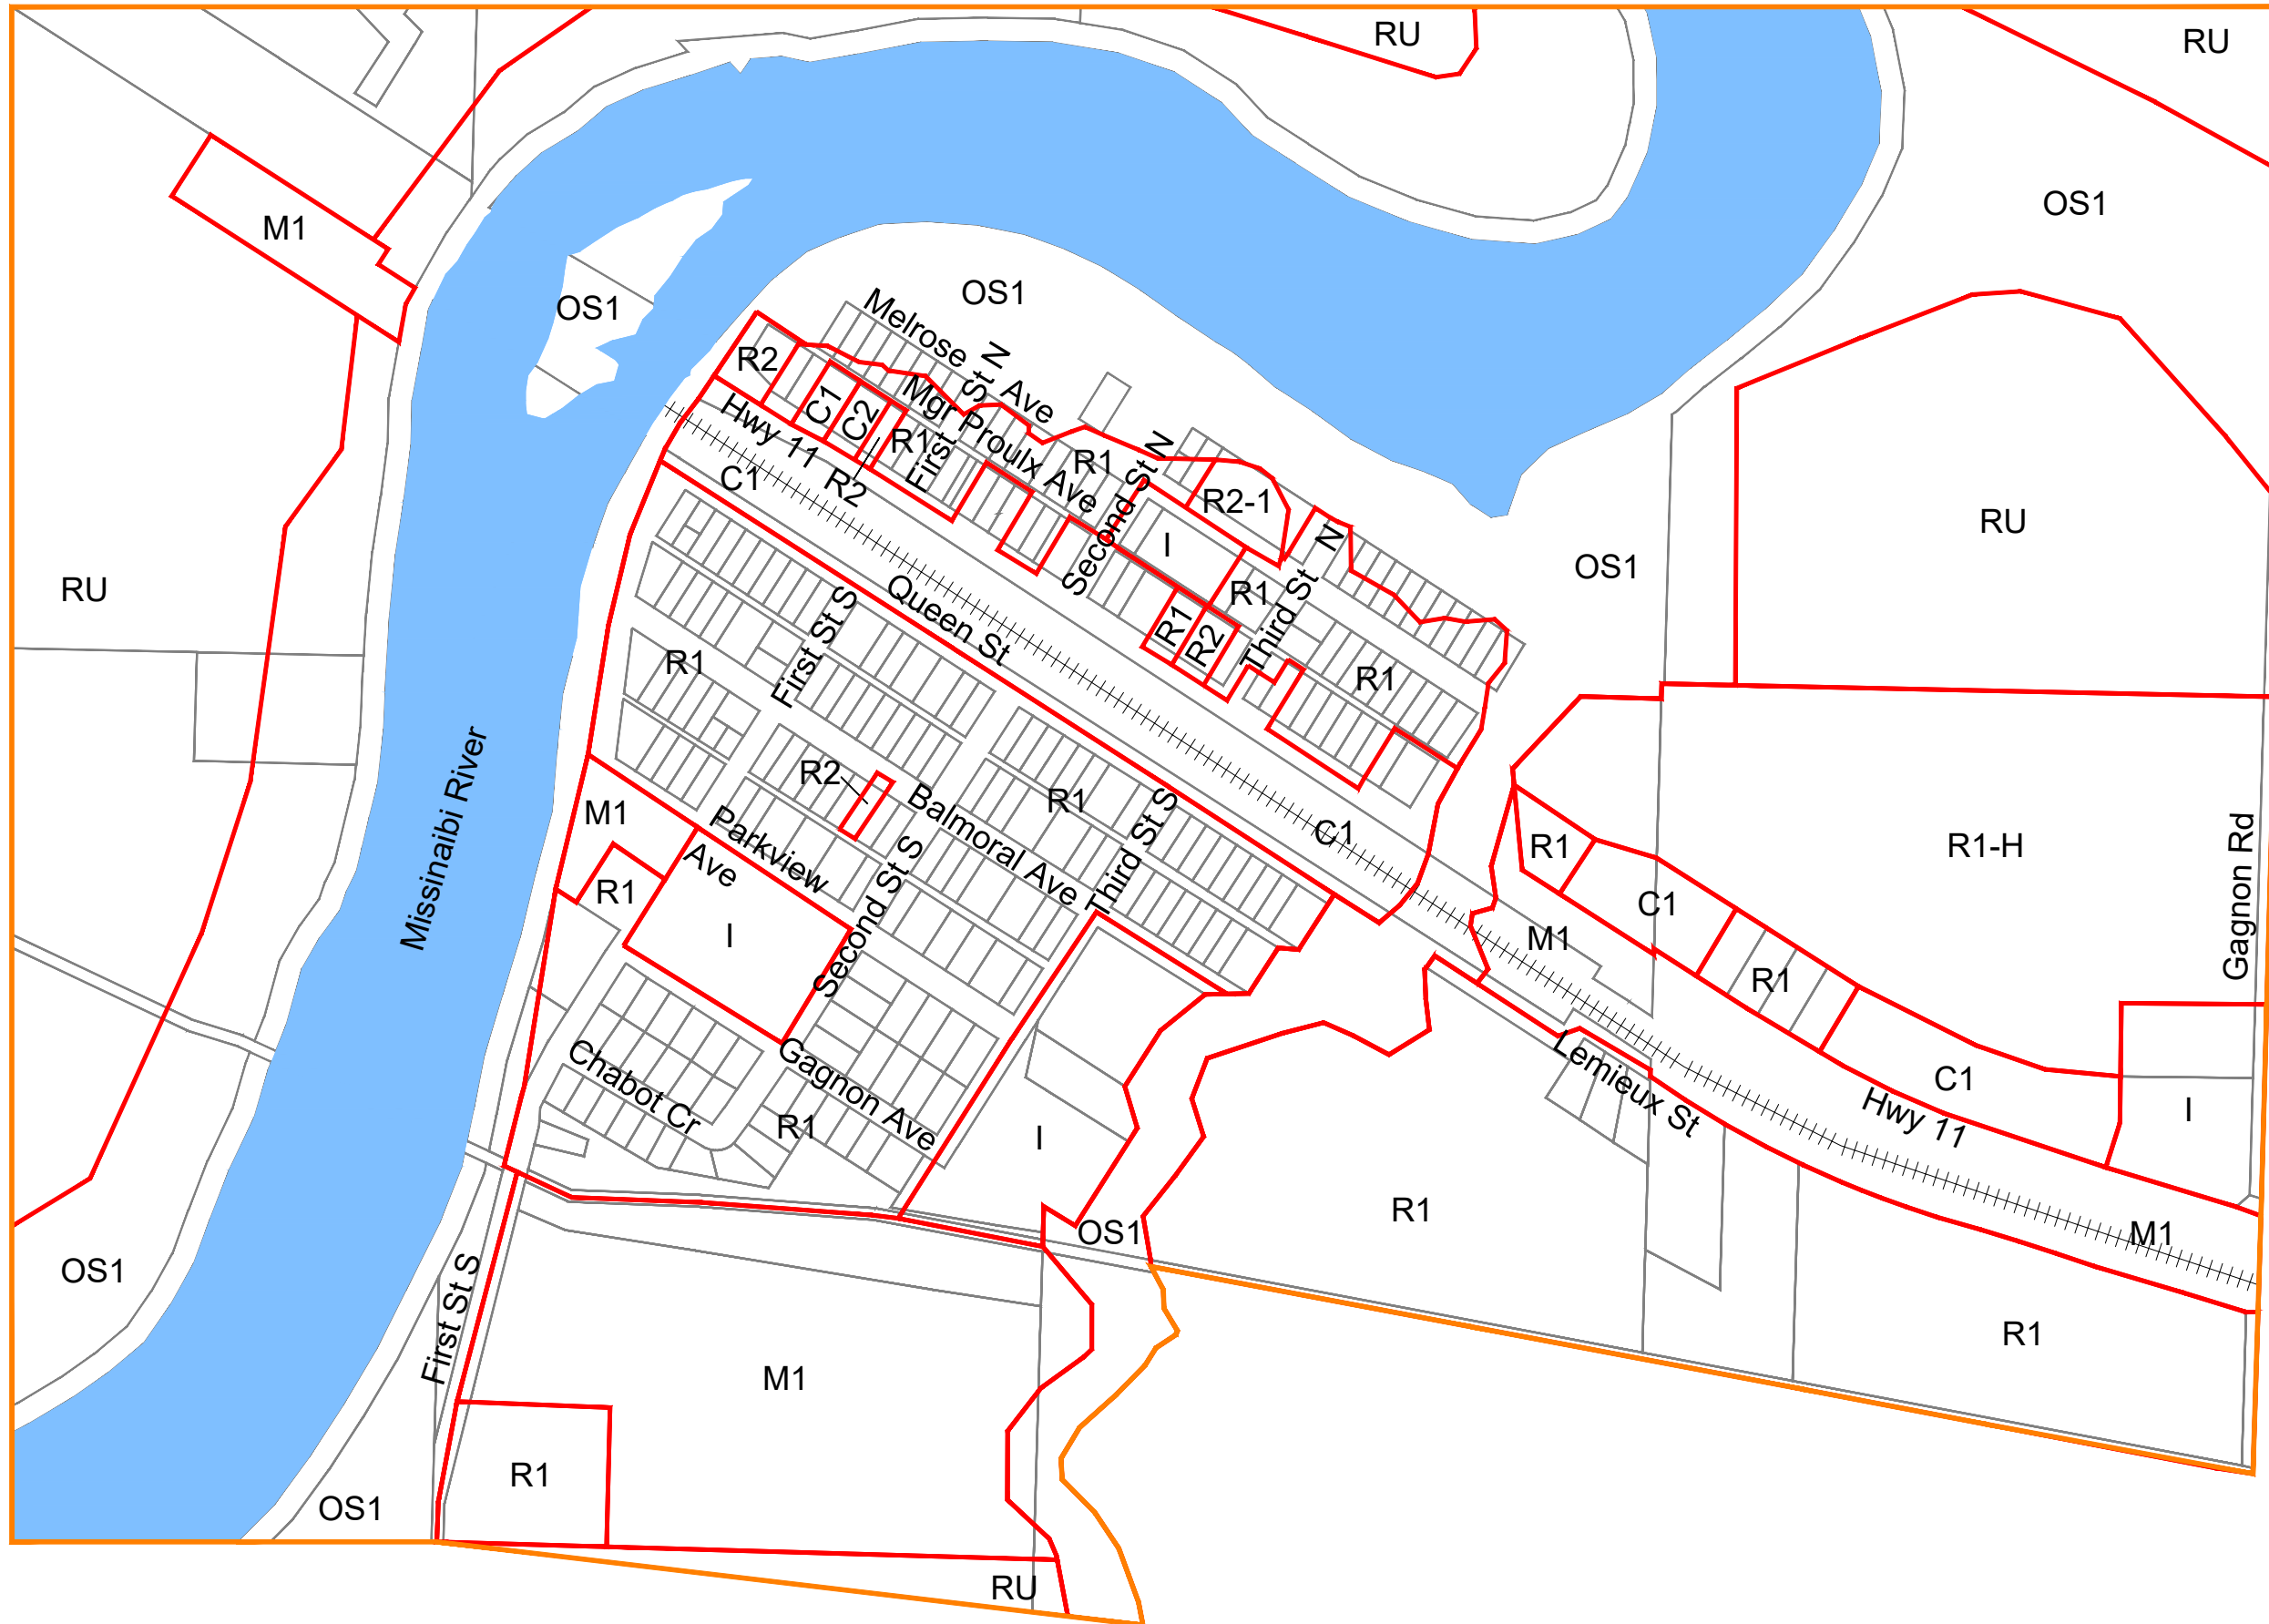 RU
RU
OS1
M1
OS1
OS1
Melrose Ave
R2
C1
C2
R1
R2
Mgr Proulx Ave
First St N
Hwy 11
C1
R1
Second St N
R2-1
I
R1
R1
R2
Third St N
R1
OS1
RU
RU
Queen St
First St S
R1
R2
Balmoral Ave
R1
Third St S
C1
Parkview Ave
M1
R1
I
Second St S
Missinaibi River
R1
C1
R1
M1
R1-H
Gagnon Rd
C1
Hwy 11
I
Lemieux St
Chabot Cr
Gagnon Ave
R1
I
OS1
R1
M1
R1
OS1
First St S
M1
R1
OS1
RU